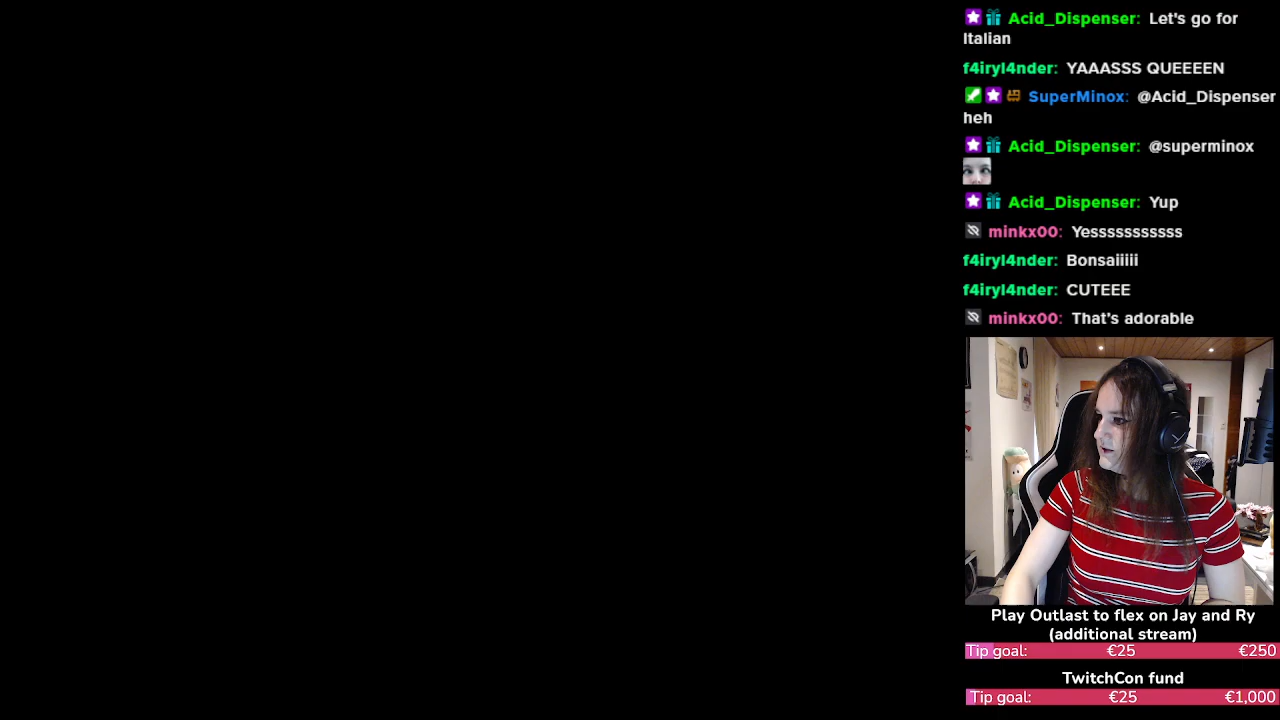 Acid_Dispenser: Let's go for
Italian
f4iryl4nder: YAAASSS QUEEEEN
SuperMinox: @Acid_Dispenser
heh
Acid_Dispenser: @superminox
Acid_Dispenser: Yup
minkx00: Yesssssssssss
f4iryl4nder: Bonsaiiiii
f4iryl4nder: CUTEEE
minkx00: That's adorable
Play Outlast to flex on Jay and Ry
(additional stream)
Tip goal: €25 €250
TwitchCon fund
Tip goal: €25 €1,000